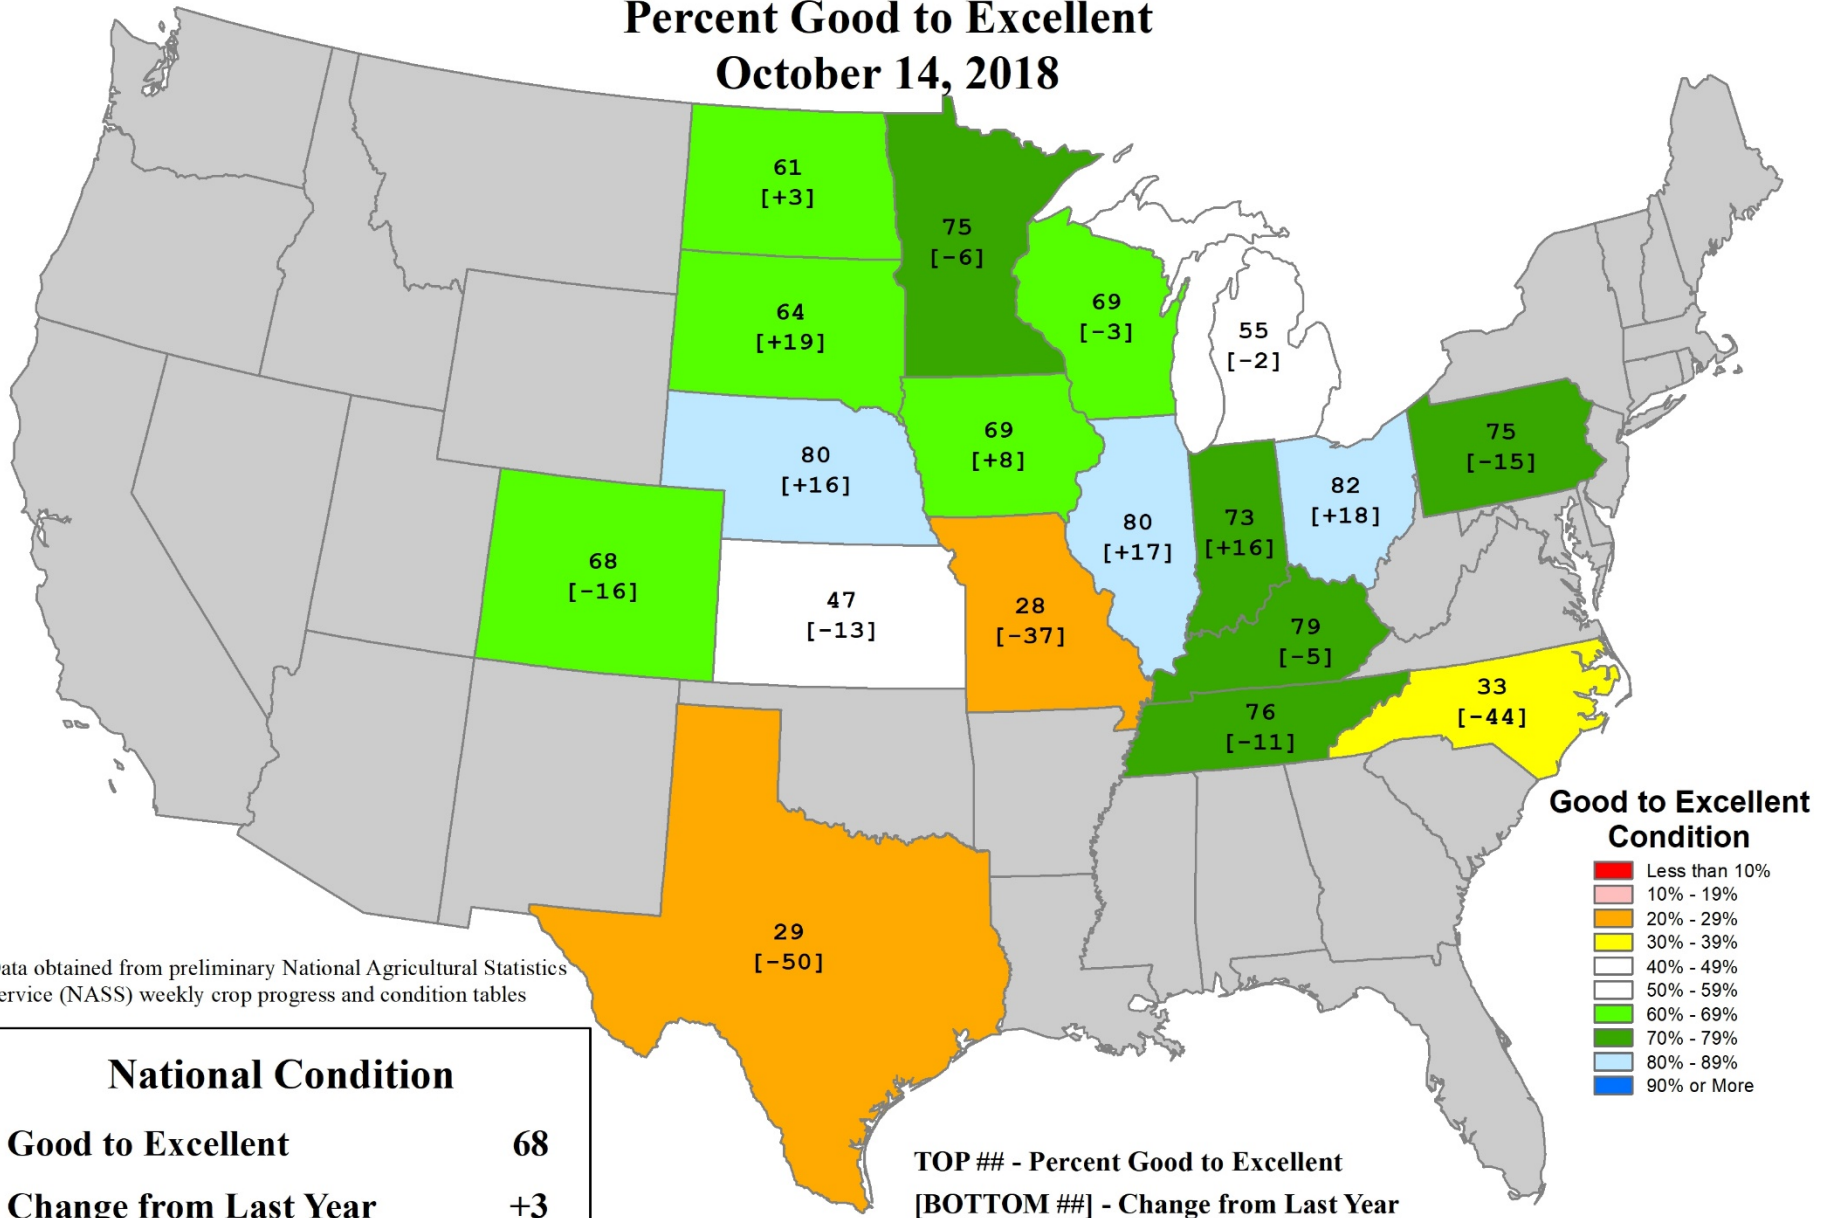 Percent Good to Excellent
October 14, 2018
61
[+3]
75
[-6]
64
[+19]
69
[-3]
55
[-2]
80
[+16]
69
[+8]
80
[+17]
73
[+16]
82
[+18]
75
[-15]
68
[-16]
47
[-13]
28
[-37]
79
[-5]
76
[-11]
33
[-44]
29
[-50]
Good to Excellent
Condition
Less than 10%
10% - 19%
20% - 29%
30% - 39%
40% - 49%
50% - 59%
60% - 69%
70% - 79%
80% - 89%
90% or More
ata obtained from preliminary National Agricultural Statistics
ervice (NASS) weekly crop progress and condition tables
National Condition
Good to Excellent 68
Change from Last Year +3
TOP ## - Percent Good to Excellent
[BOTTOM ##] - Change from Last Year